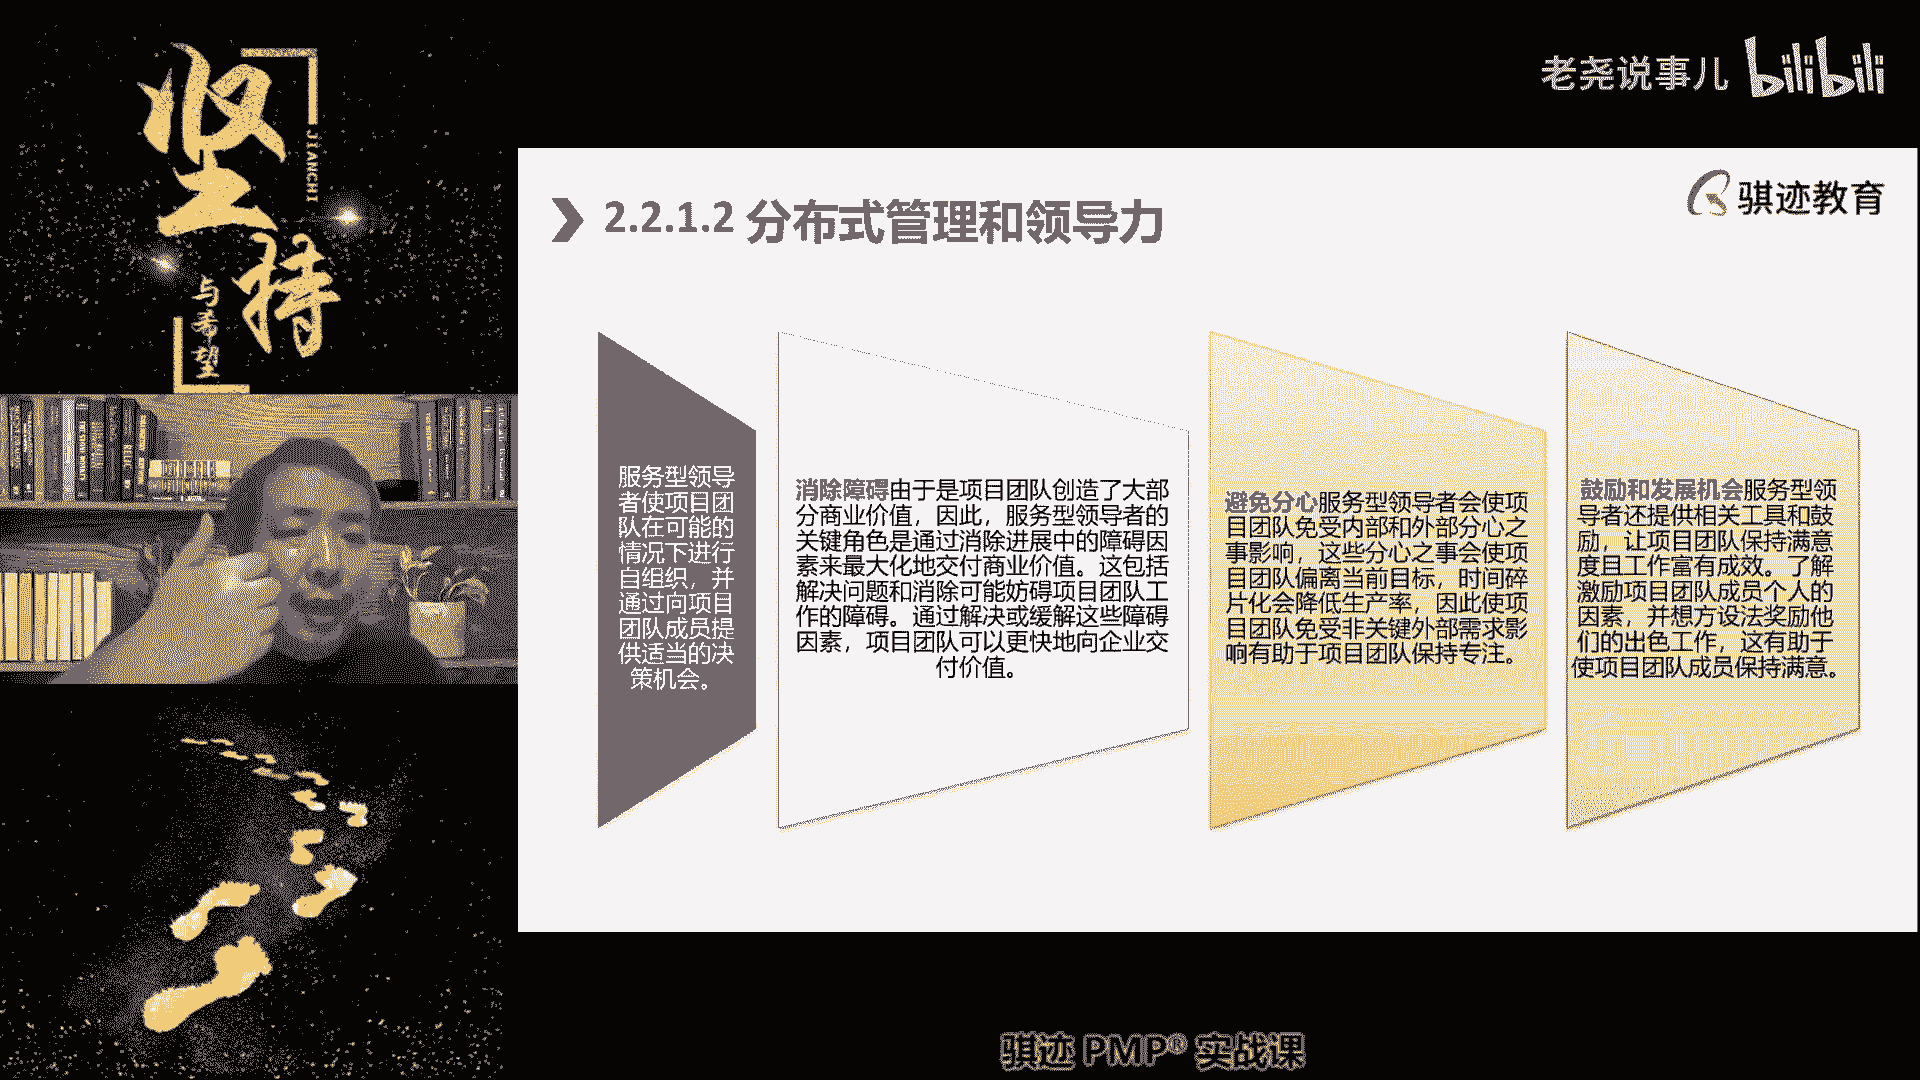 坚持
JIANCHI
与希望
老尧说事儿 bilibili
骐迹教育
2.2.1.2 分布式管理和领导力
服务型领导
者使项目团
队在可能的
情况下进行
自组织，并
通过向项目
团队成员提
供适当的决
策机会。
消除障碍由于是项目团队创造了大部
分商业价值，因此，服务型领导者的
关键角色是通过消除进展中的障碍因
素来最大化地交付商业价值。这包括
解决问题和消除可能妨碍项目团队工
作的障碍。通过解决或缓解这些障碍
因素，项目团队可以更快地向企业交
付价值。
避免分心服务型领导者会使项
目团队免受内部和外部分心之
事影响，这些分心之事会使项
目团队偏离当前目标，时间碎
片化会降低生产率，因此使项
目团队免受非关键外部需求影
响有助于项目团队保持专注。
鼓励和发展机会服务型领
导者还提供相关工具和鼓
励，让项目团队保持满意
度且工作富有成效。了解
激励项目团队成员个人的
因素，并想方设法奖励他
们的出色工作，这有助于
使项目团队成员保持满意。
骐迹 PMP® 实战课